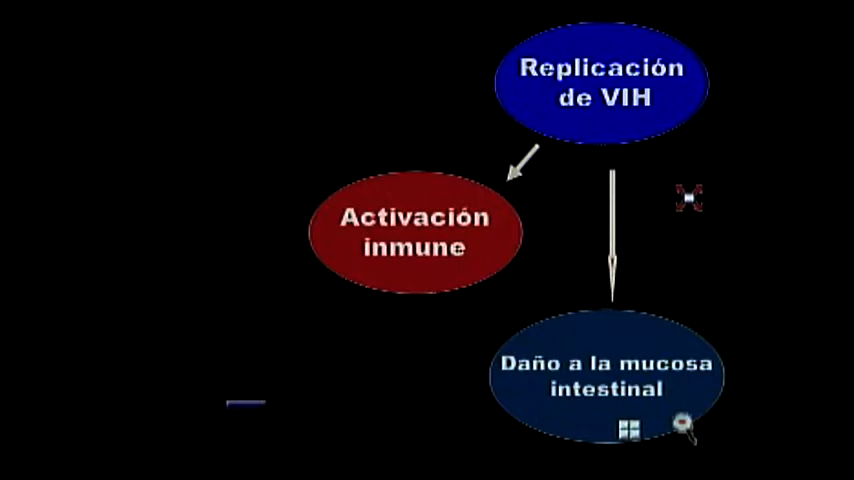 Replicación
de VIH
Activación
inmune
Daño a la mucosa
intestinal